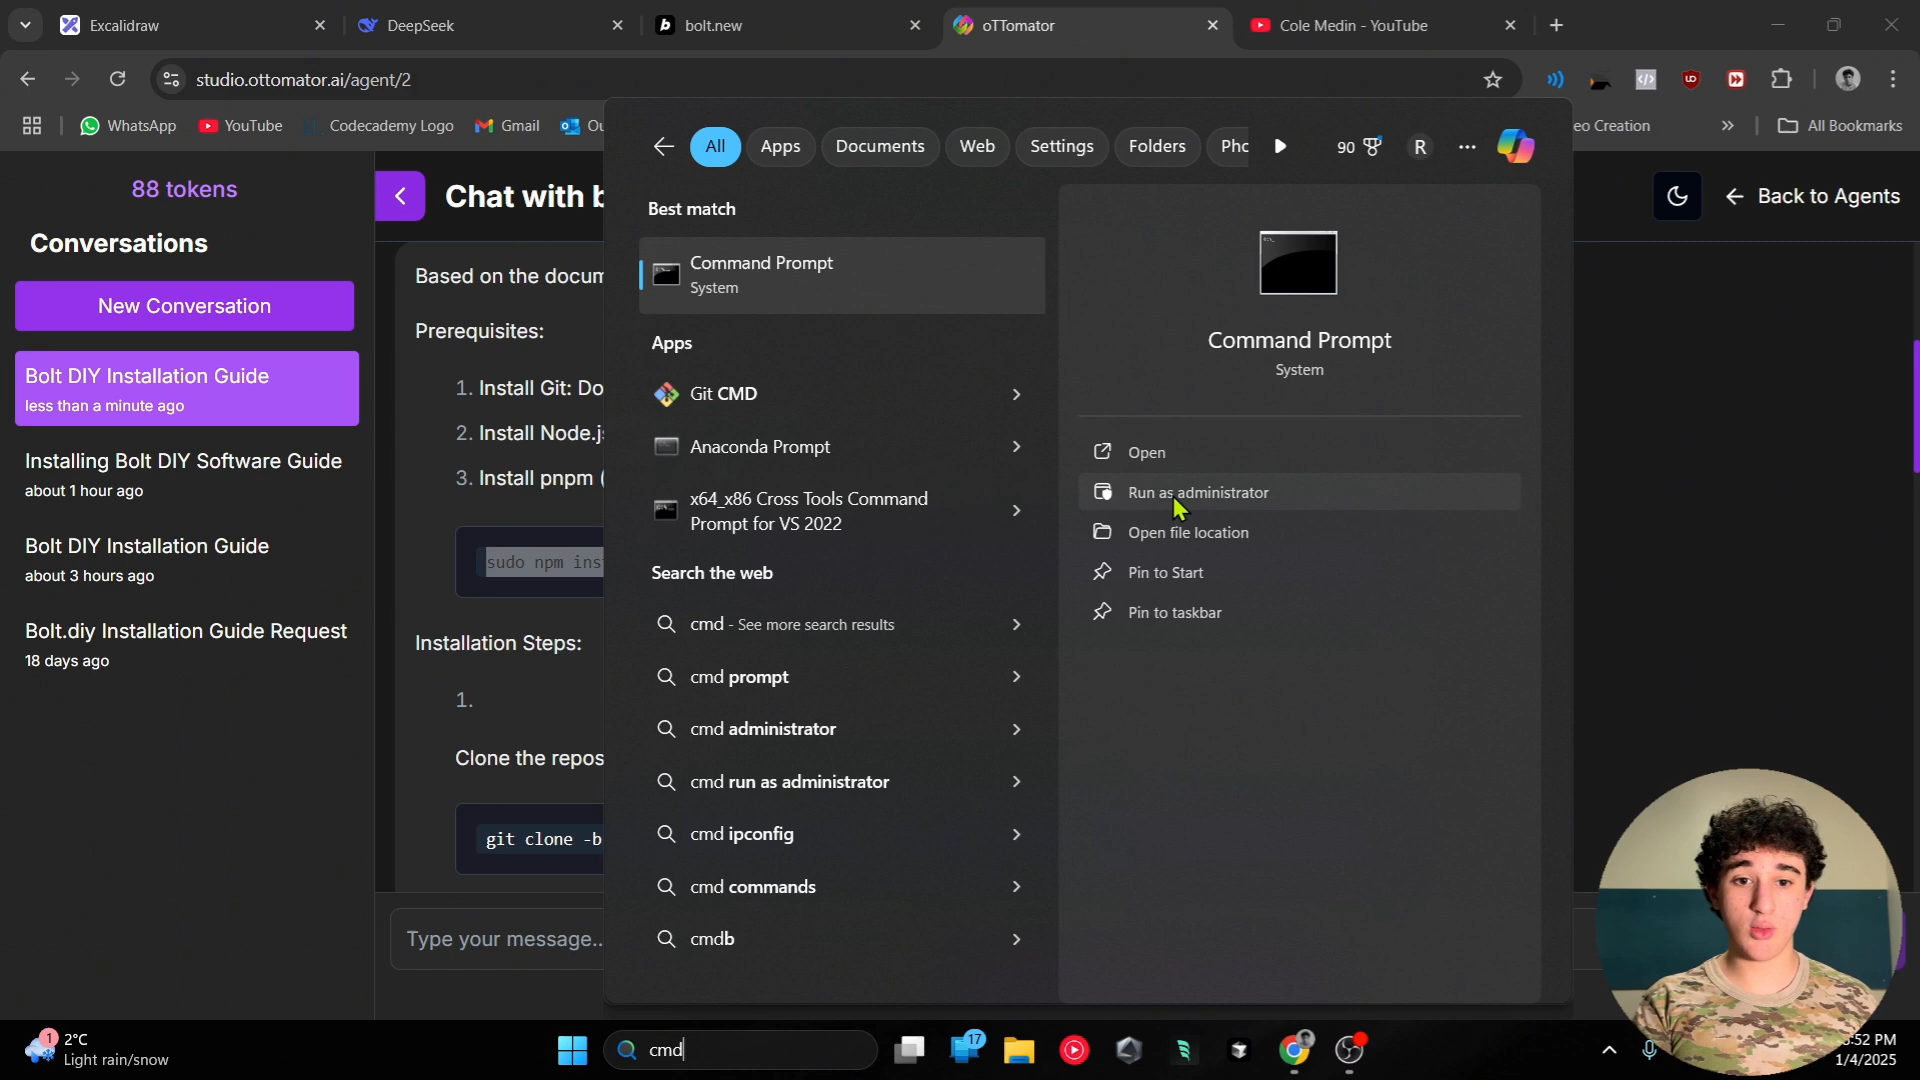 Excalidraw
DeepSeek
bolt.new
oTTomator
Cole Medin - YouTube
studio.ottomator.ai/agent/2
WhatsApp
YouTube
Codecademy Logo
Gmail
Creation
All Bookmarks
88 tokens
Conversations
New Conversation
Bolt DIY Installation Guide
less than a minute ago
Installing Bolt DIY Software Guide
about 1 hour ago
Bolt DIY Installation Guide
about 3 hours ago
Bolt.diy Installation Guide Request
18 days ago
Chat with
Back to Agents
Based on the
Prerequisites:
1. Install Git:
2. Install
3. Install pnpm
sudo npm
Installation Steps:
1.
Clone the
git clone -b
Type your message..
All
Apps
Documents
Web
Settings
Folders
90
R
Best match
Command Prompt
System
Apps
Git CMD
Anaconda Prompt
x64_x86 Cross Tools Command
Prompt for VS 2022
Search the web
cmd - See more search results
cmd prompt
cmd administrator
cmd run as administrator
cmd ipconfig
cmd commands
cmdb
Command Prompt
System
Open
Run as administrator
Open file location
Pin to Start
Pin to taskbar
1
2°C
Light rain/snow
cmd
17
:52 PM
1/4/2025